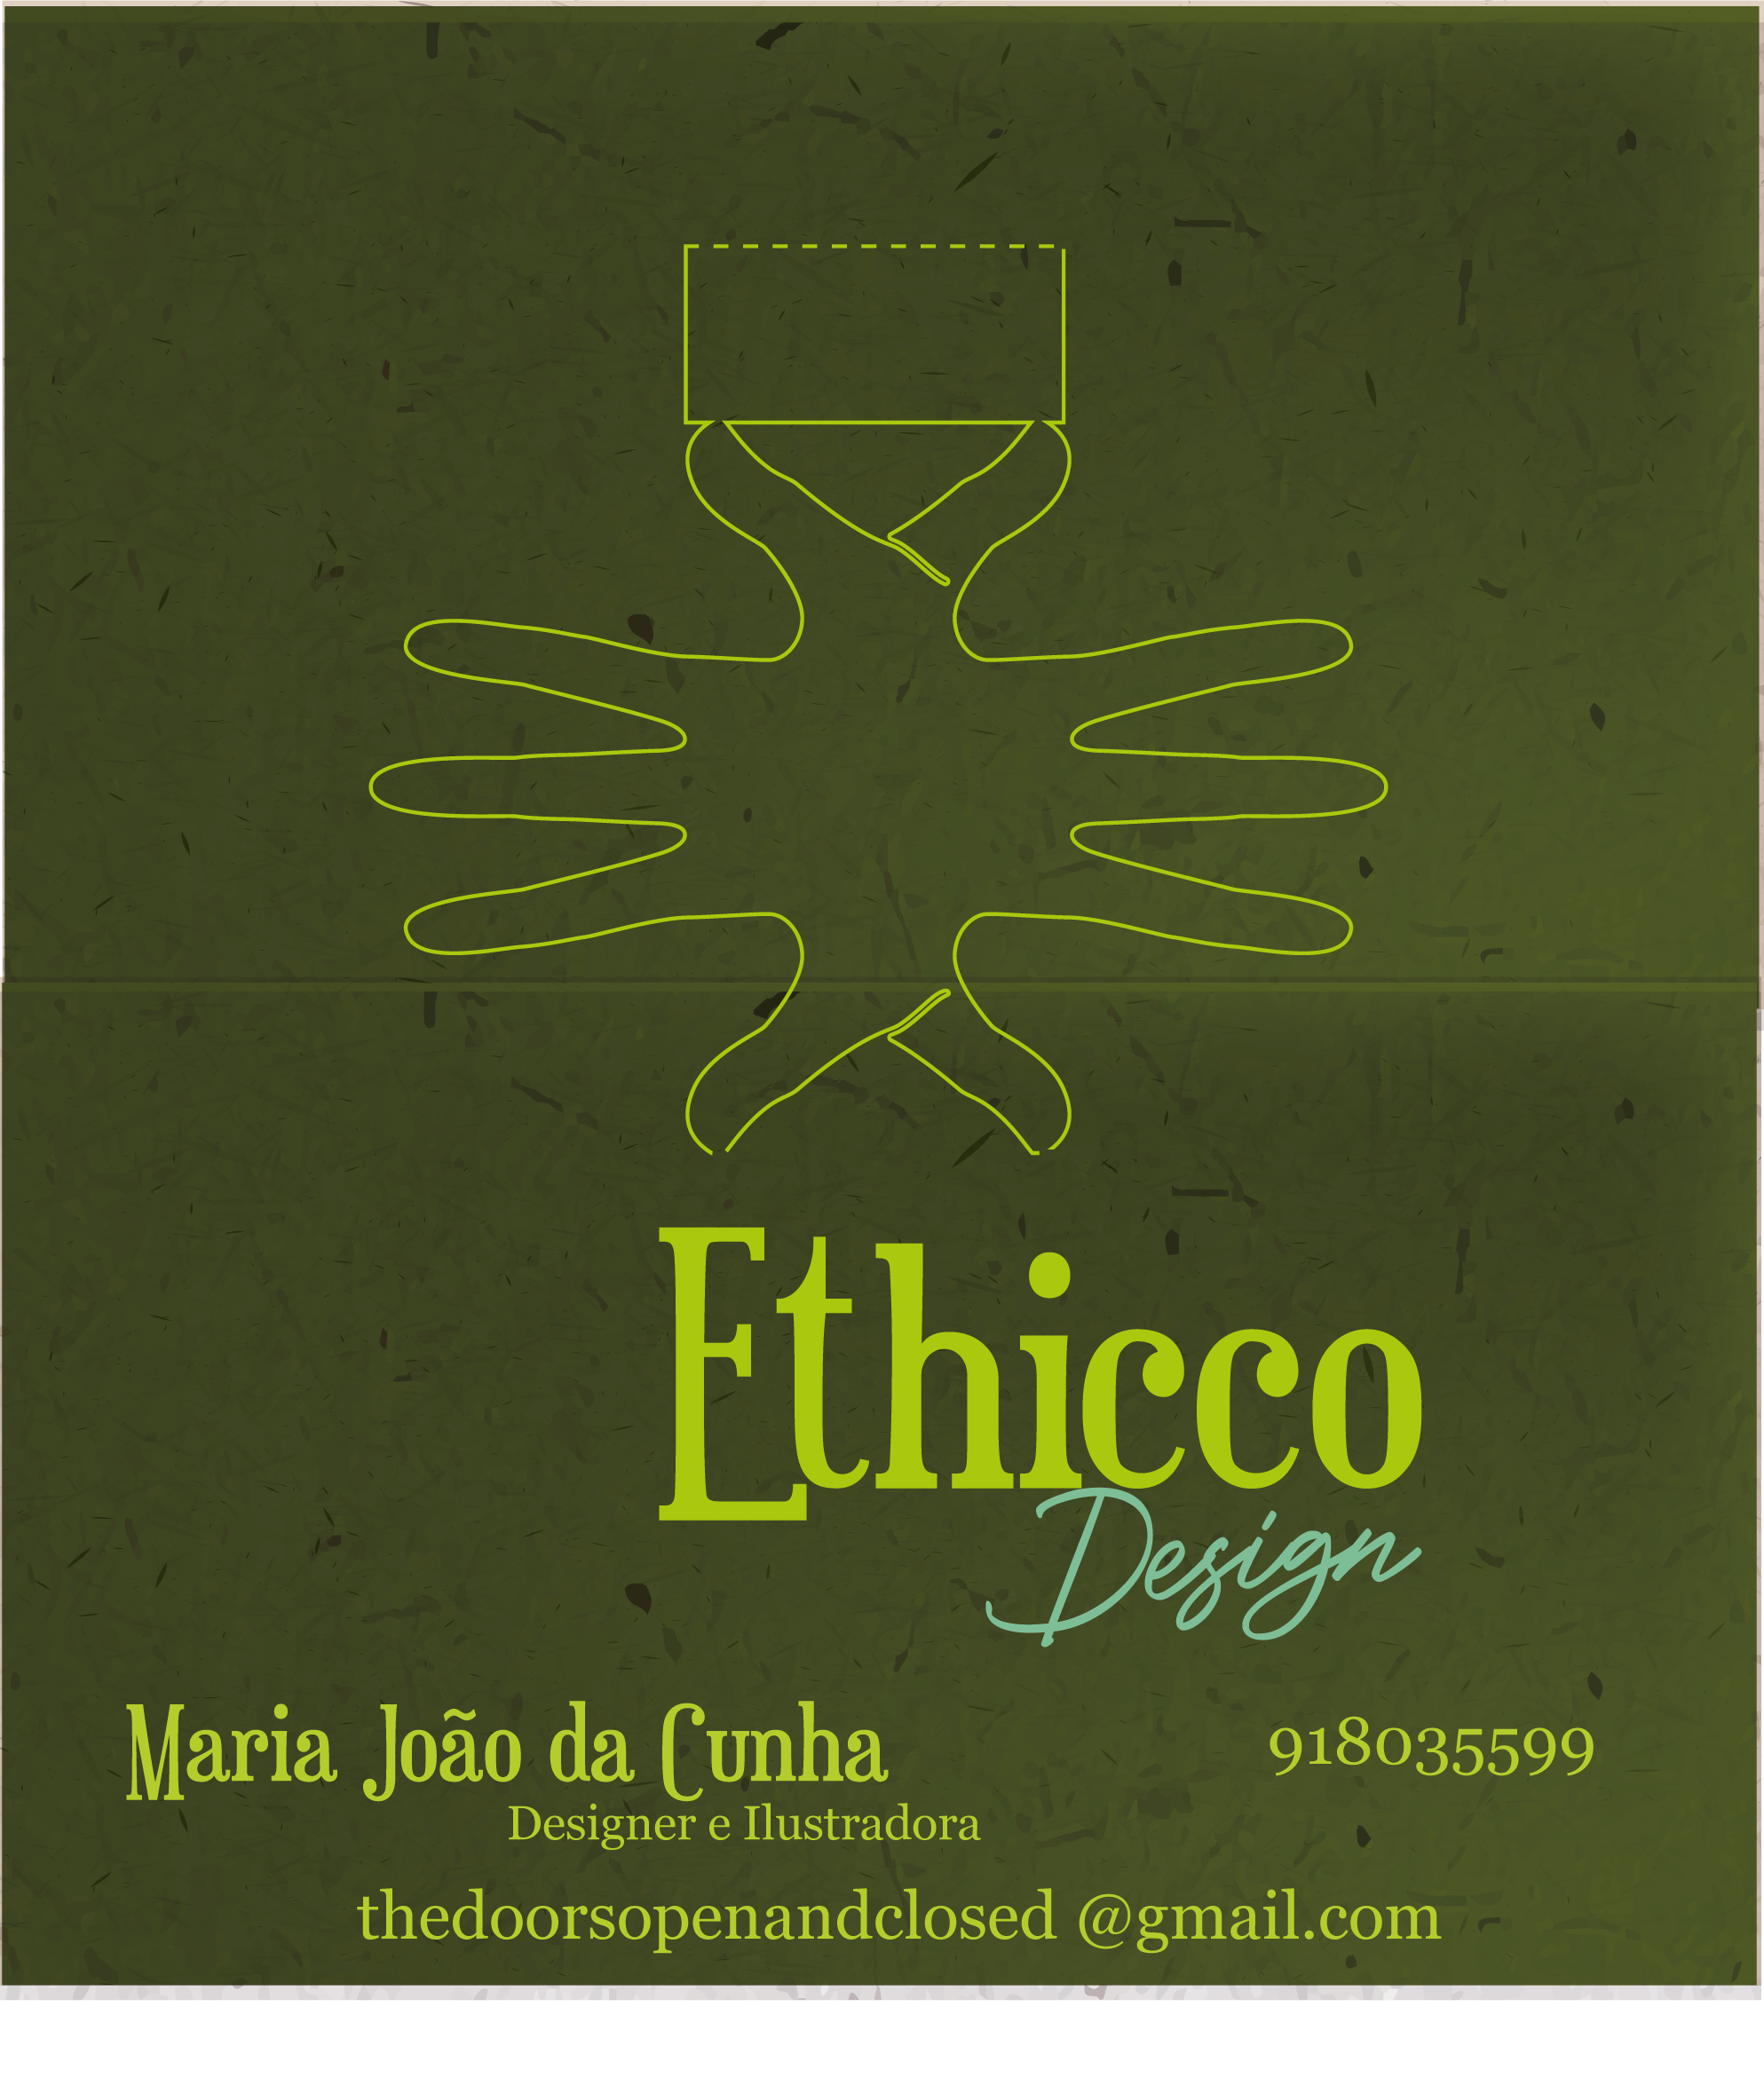 Ethicco
Design
Maria João da Cunha
918035599
Designer e Ilustradora
thedoorsopenandclosed @gmail.com